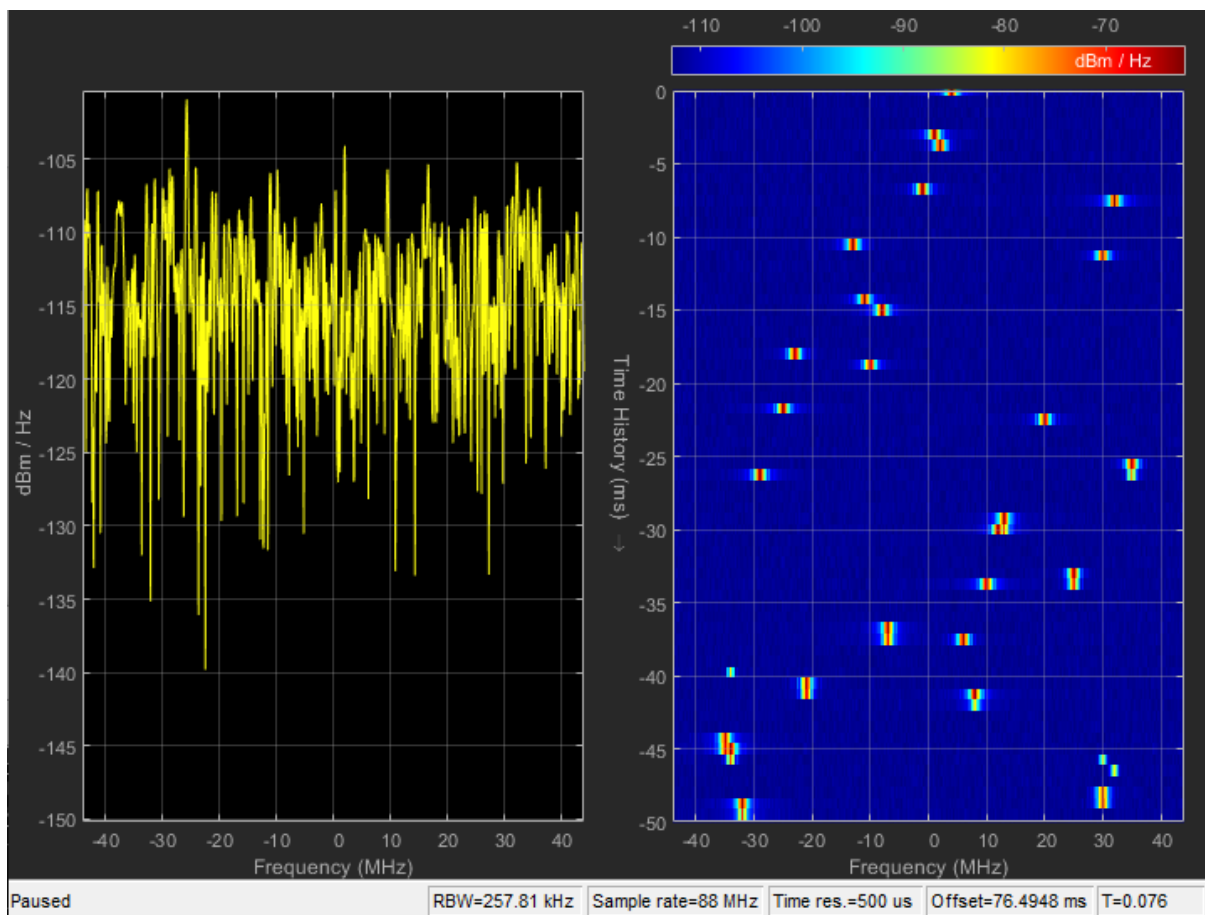 -110 -100 -90 -80 -70
dBm / Hz
-105
-110
-115
-120
-125
-130
-135
-140
-145
-150
dBm / Hz
-40 -30 -20 -10 0 10 20 30 40
Frequency (MHz)
0
-5
-10
-15
-20
-25
-30
-35
-40
-45
-50
Time History (ms) →
-40 -30 -20 -10 0 10 20 30 40
Frequency (MHz)
Paused RBW=257.81 kHz Sample rate=88 MHz Time res.=500 us Offset=76.4948 ms T=0.076